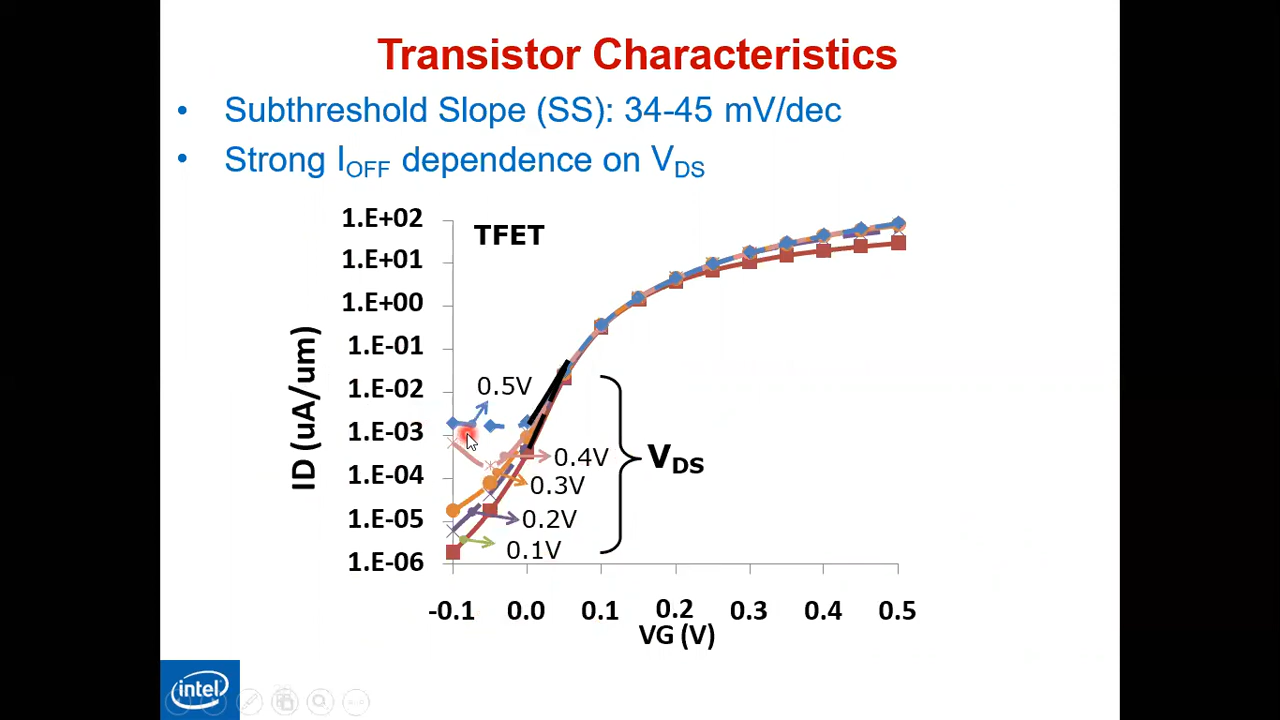 Transistor Characteristics
• Subthreshold Slope (SS): 34-45 mV/dec
• Strong IOFF dependence on VDS
1.E+02
TFET
1.E+01
1.E+00
1.E-01
1.E-02
0.5V
1.E-03
0.4V
VDS
1.E-04
0.3V
1.E-05
0.2V
0.1V
1.E-06
ID (uA/um)
-0.1 0.0 0.1 0.2 0.3 0.4 0.5
VG (V)
intel